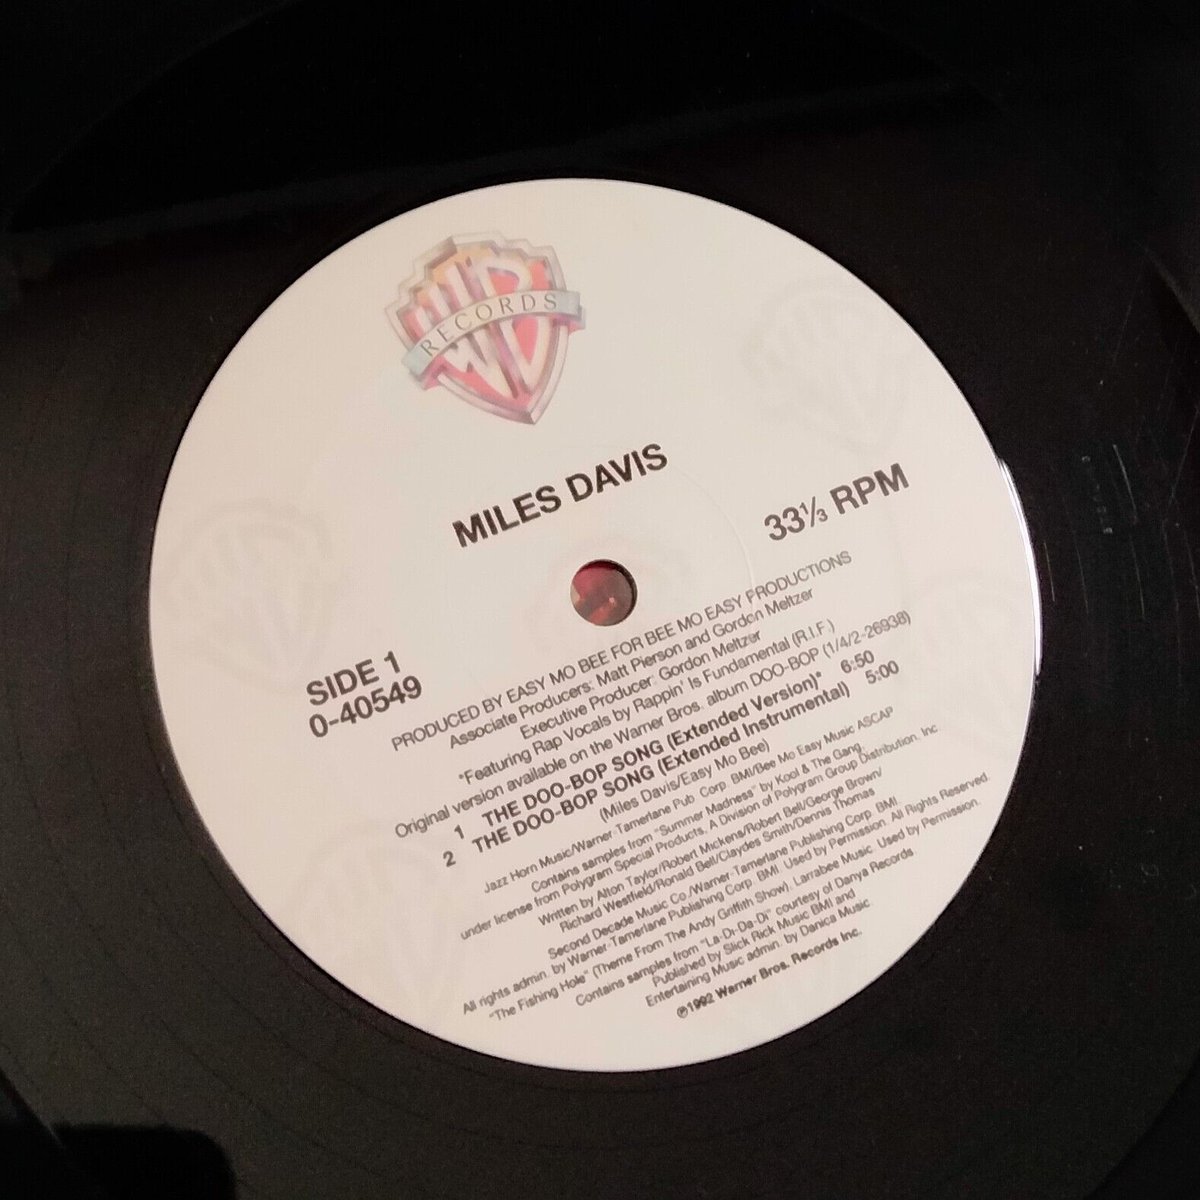 WB
RECORDS
MILES DAVIS
33⅓ RPM
SIDE 1
0-40549
PRODUCED BY EASY MO BEE FOR BEE MO EASY PRODUCTIONS
Associate Producers: Matt Pierson and Gordon Meltzer
Executive Producer: Gordon Meltzer
*Featuring Rap Vocals by Rappin' Is Fundamental (R.I.F.)
Original version available on the Warner Bros. album DOO-BOP (1/4/2-26938)
1 THE DOO-BOP SONG (Extended Version)* 6:50
2 THE DOO-BOP SONG (Extended Instrumental) 5:00
(Miles Davis/Easy Mo Bee)
Jazz Horn Music/Warner-Tamerlane Pub. Corp. BMI/Bee Mo Easy Music ASCAP
Contains samples from "Summer Madness" by Kool & The Gang,
under license from Polygram Special Products, A Division of Polygram Group Distribution, Inc.
Written by Alton Taylor/Robert Mickens/Robert Bell/George Brown/
Richard Westfield/Ronald Bell/Claydes Smith/Dennis Thomas
Second Decade Music Co./Warner-Tamerlane Publishing Corp. BMI.
All rights admin. by Warner-Tamerlane Publishing Corp. BMI. Used by Permission. All Rights Reserved.
"The Fishing Hole" (Theme From The Andy Griffith Show). Larrabee Music. Used by Permission.
Contains samples from "La-Di-Da-Di" courtesy of Danya Records
Published by Slick Rick Music BMI and
Entertaining Music admin. by Danica Music.
℗1992 Warner Bros. Records Inc.